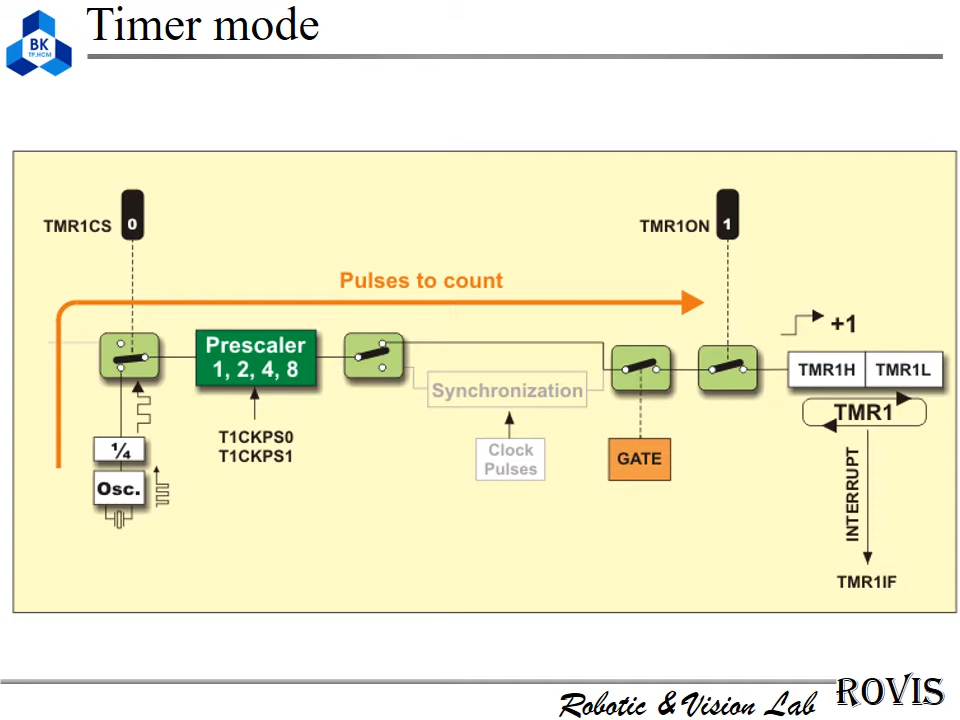 Timer mode
BK
TP.HCM
TMR1CS
0
TMR1ON
1
Pulses to count
+1
Prescaler
1, 2, 4, 8
TMR1H
TMR1L
Synchronization
TMR1
T1CKPS0
T1CKPS1
¼
Clock
Pulses
GATE
Osc.
INTERRUPT
TMR1IF
Robotic & Vision Lab
ROVIS